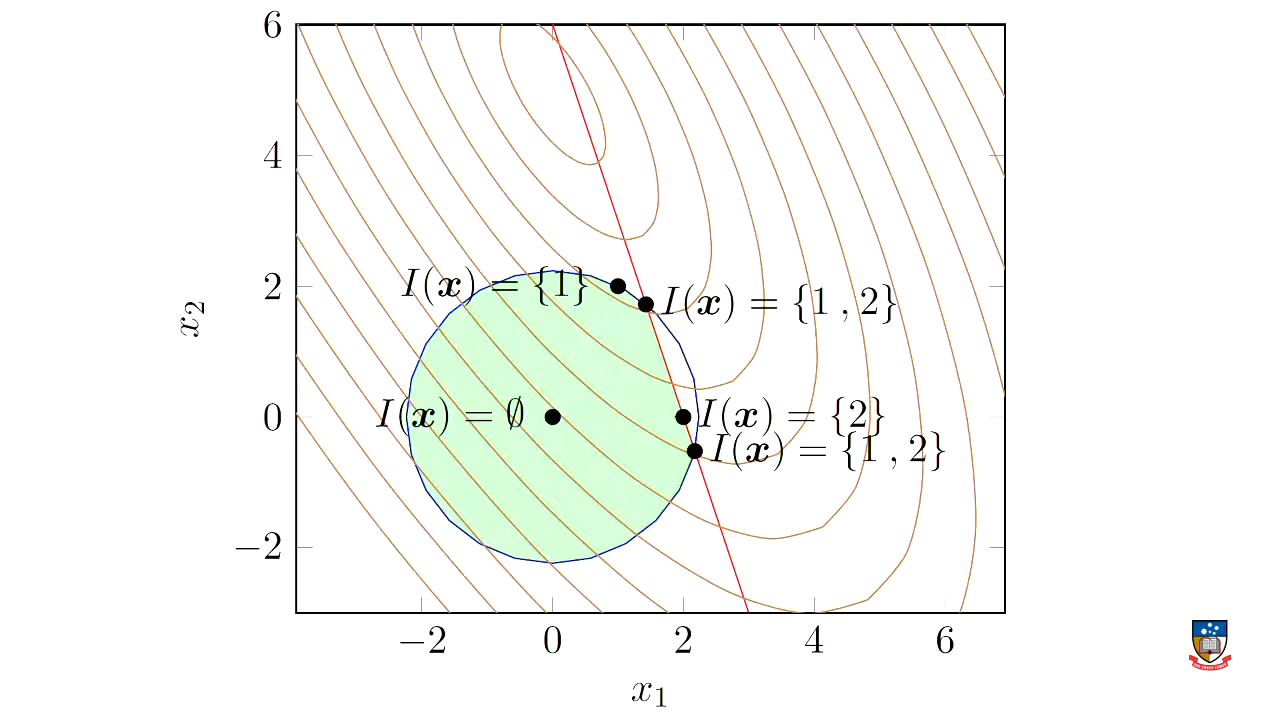 6
4
2
0
−2
I(x) = {1}
I(x) = {1 , 2}
I(x) = ∅
I(x) = {2}
I(x) = {1 , 2}
−2 0 2 4 6
x₁
x₂